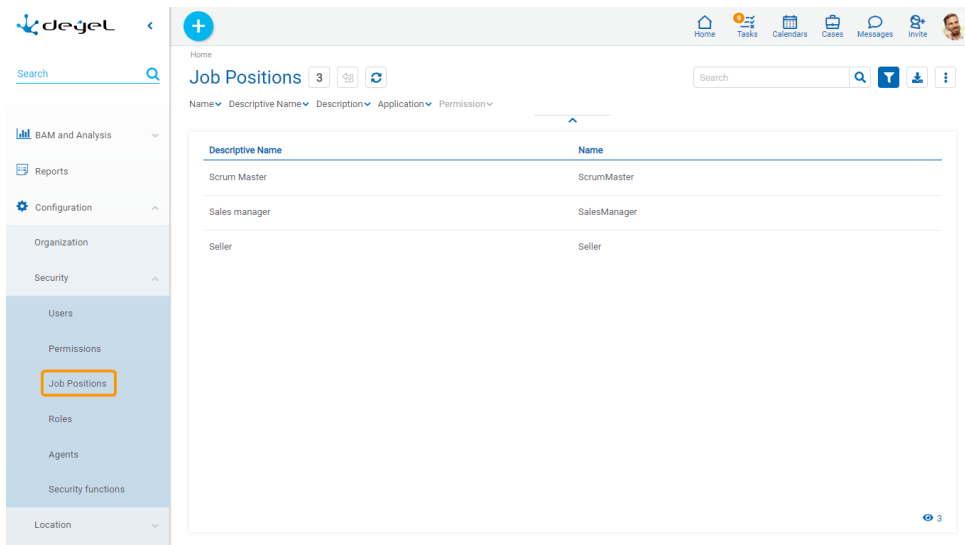 deyel
Search
BAM and Analysis
Reports
Configuration
Organization
Security
Users
Permissions
Job Positions
Roles
Agents
Security functions
Location
9
Home
Tasks
Calendars
Cases
Messages
Invite
Home
Job Positions 3
Search
Name Descriptive Name Description Application Permission
Descriptive Name Name
Scrum Master ScrumMaster
Sales manager SalesManager
Seller Seller
3